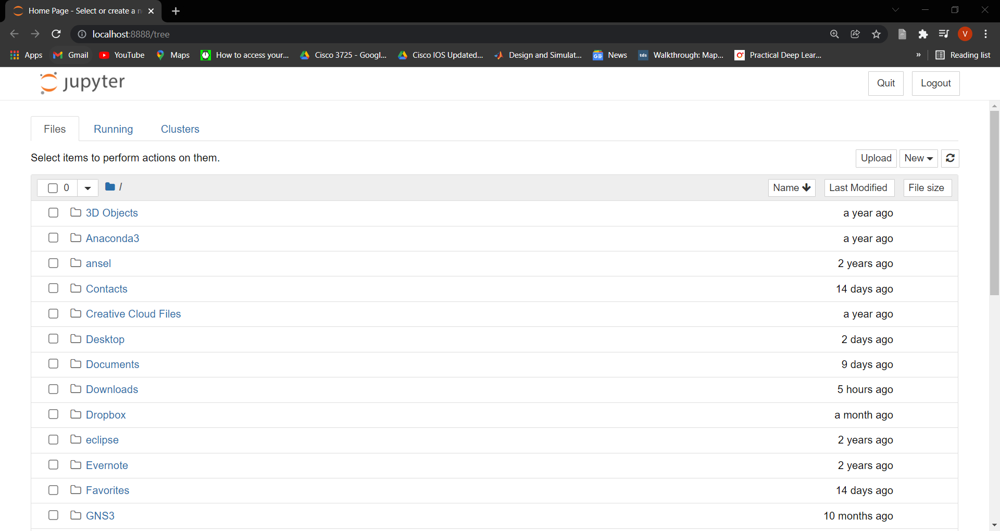 Home Page - Select or create a n
localhost:8888/tree
V
Apps Gmail YouTube Maps How to access your... Cisco 3725 - Googl... Cisco IOS Updated... Design and Simulat... News tds Walkthrough: Map... Practical Deep Lear... » Reading list
jupyter Quit Logout
Files Running Clusters
Select items to perform actions on them. Upload New
0 / Name Last Modified File size
3D Objects a year ago
Anaconda3 a year ago
ansel 2 years ago
Contacts 14 days ago
Creative Cloud Files a year ago
Desktop 2 days ago
Documents 9 days ago
Downloads 5 hours ago
Dropbox a month ago
eclipse 2 years ago
Evernote 2 years ago
Favorites 14 days ago
GNS3 10 months ago